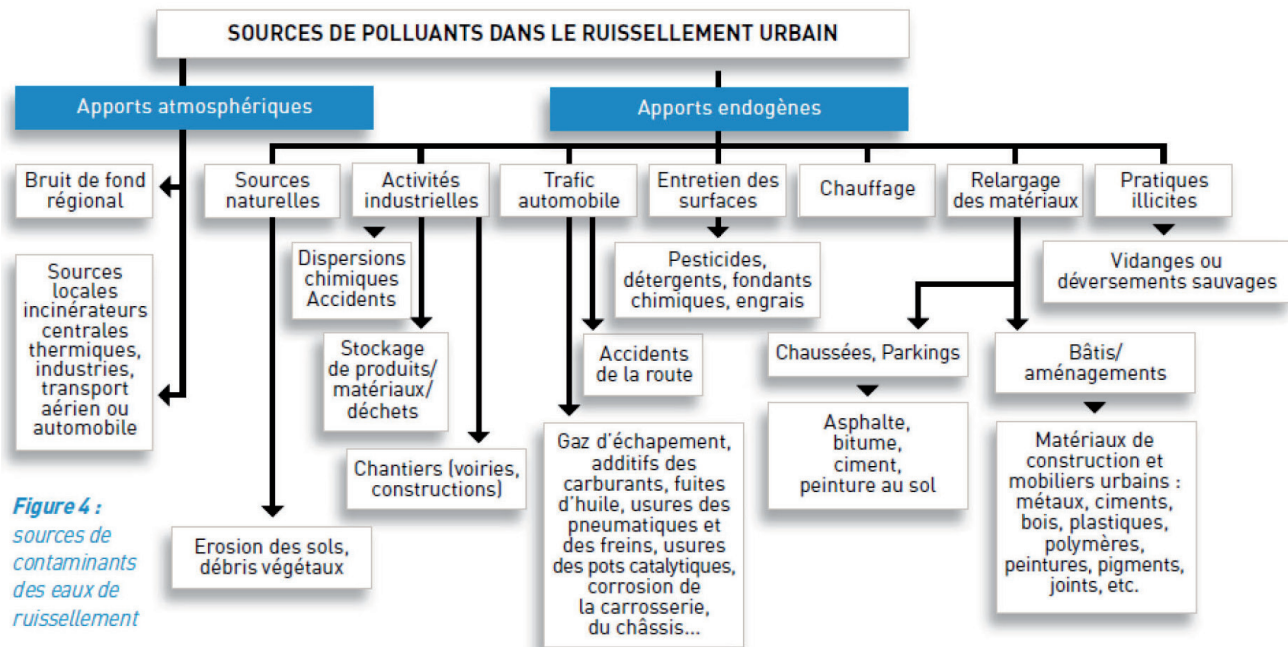 SOURCES DE POLLUANTS DANS LE RUISSELLEMENT URBAIN
Apports atmosphériques
Apports endogènes
Bruit de fond
régional
Sources
locales
incinérateurs
centrales
thermiques,
industries,
transport
aérien ou
automobile
Sources
naturelles
Activités
industrielles
Trafic
automobile
Entretien des
surfaces
Chauffage
Relargage
des matériaux
Pratiques
illicites
Dispersions
chimiques
Accidents
Stockage
de produits/
matériaux/
déchets
Chantiers (voiries,
constructions)
Erosion des sols,
débris végétaux
Pesticides,
détergents, fondants
chimiques, engrais
Accidents
de la route
Gaz d'échapement,
additifs des
carburants, fuites
d'huile, usures des
pneumatiques et
des freins, usures
des pots catalytiques,
corrosion de
la carrosserie,
du châssis...
Vidanges ou
déversements sauvages
Chaussées, Parkings
Asphalte,
bitume,
ciment,
peinture au sol
Bâtis/
aménagements
Matériaux de
construction et
mobiliers urbains :
métaux, ciments,
bois, plastiques,
polymères,
peintures, pigments,
joints, etc.
Figure 4 :
sources de
contaminants
des eaux de
ruissellement